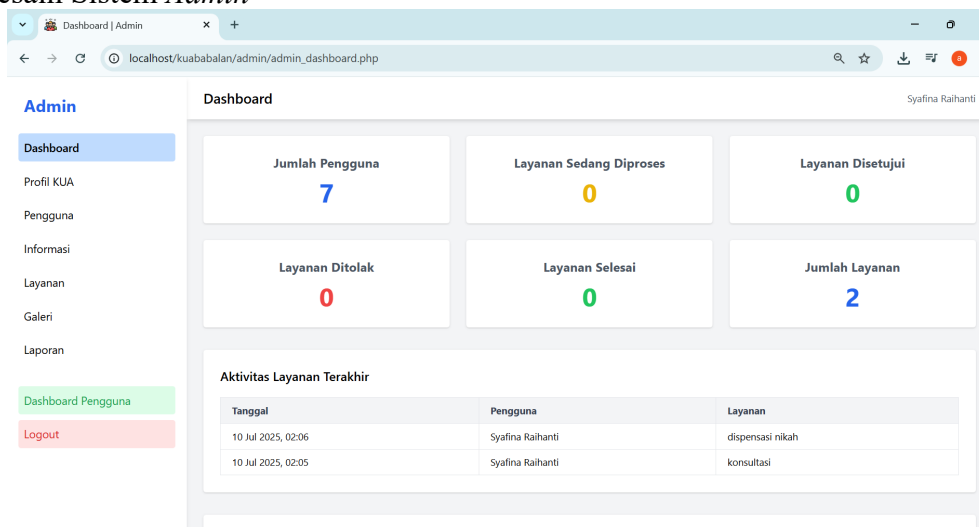 Sistem Admin
Dashboard | Admin
localhost/kuababalan/admin/admin_dashboard.php
a
Admin
Dashboard
Profil KUA
Pengguna
Informasi
Layanan
Galeri
Laporan
Dashboard Pengguna
Logout
Dashboard
Syafina Raihanti
Jumlah Pengguna
7
Layanan Sedang Diproses
0
Layanan Disetujui
0
Layanan Ditolak
0
Layanan Selesai
0
Jumlah Layanan
2
Aktivitas Layanan Terakhir
Tanggal Pengguna Layanan
10 Jul 2025, 02:06 Syafina Raihanti dispensasi nikah
10 Jul 2025, 02:05 Syafina Raihanti konsultasi